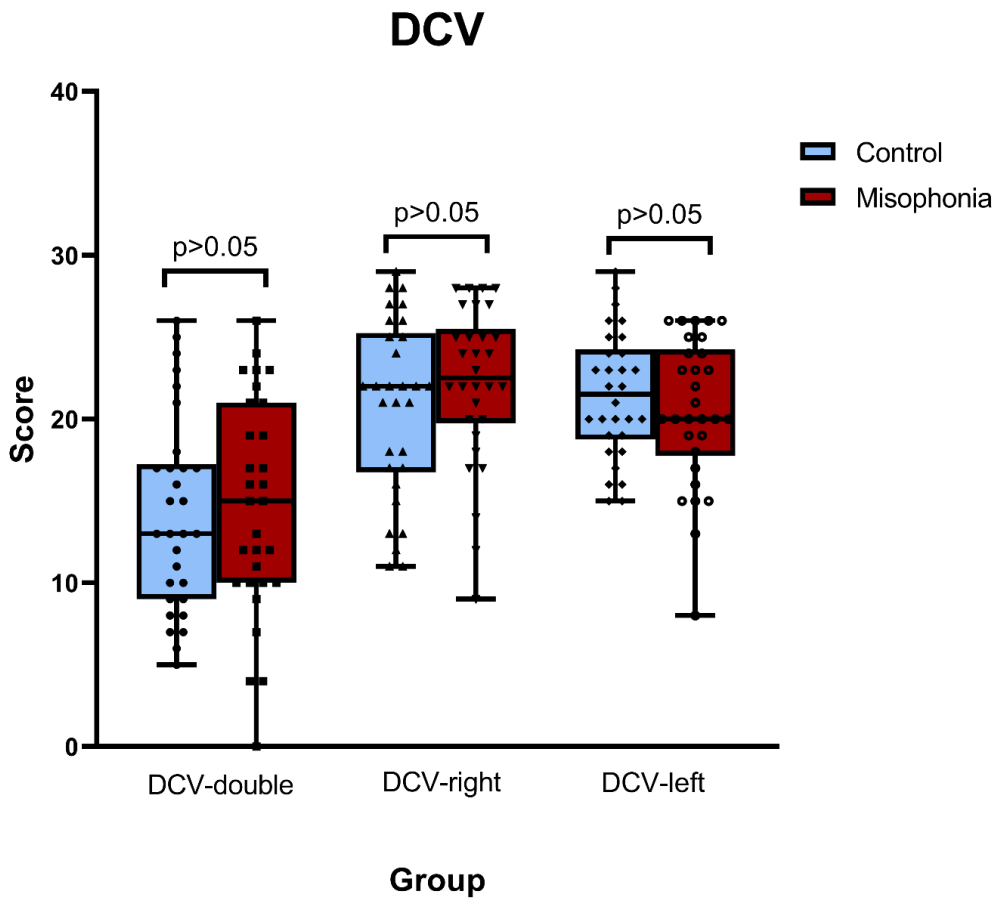 DCV
40
30
20
10
0
Score
p>0.05
p>0.05
p>0.05
Control
Misophonia
DCV-double
DCV-right
DCV-left
Group